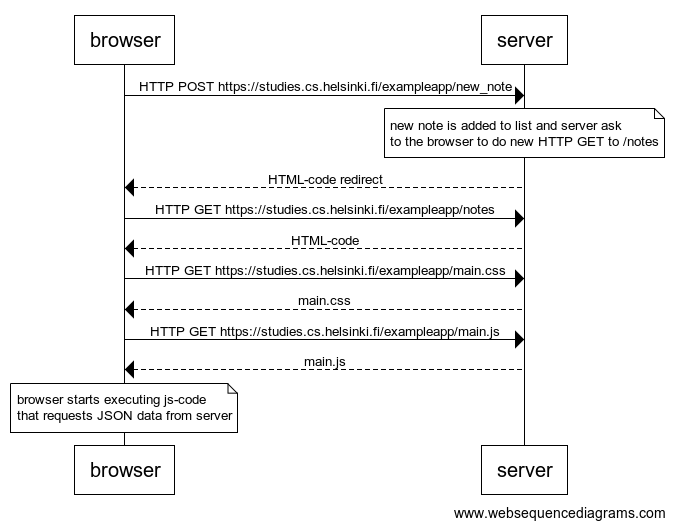 browser
server
HTTP POST https://studies.cs.helsinki.fi/exampleapp/new_note
new note is added to list and server ask
to the browser to do new HTTP GET to /notes
HTML-code redirect
HTTP GET https://studies.cs.helsinki.fi/exampleapp/notes
HTML-code
HTTP GET https://studies.cs.helsinki.fi/exampleapp/main.css
main.css
HTTP GET https://studies.cs.helsinki.fi/exampleapp/main.js
main.js
browser starts executing js-code
that requests JSON data from server
browser
server
www.websequencediagrams.com